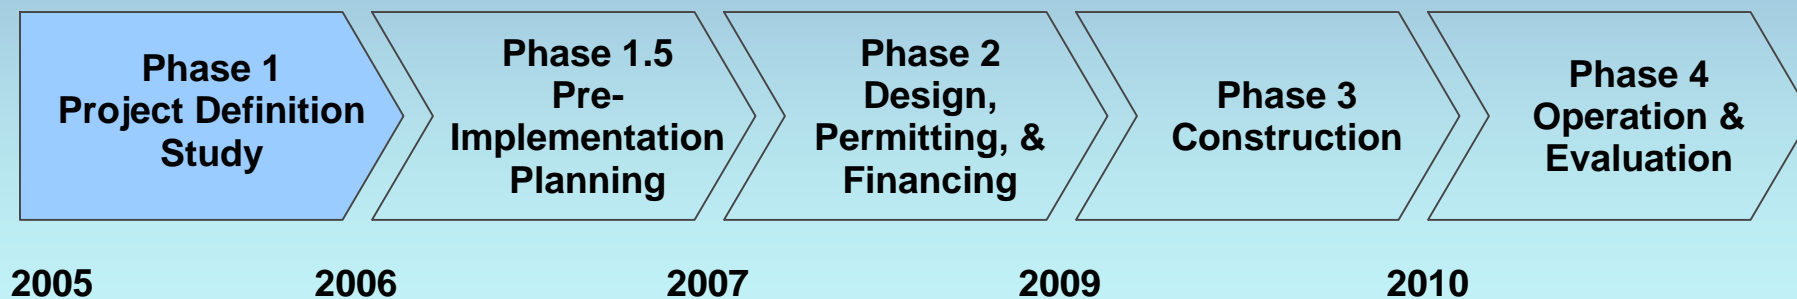 Phase 1
Project Definition
Study
Phase 1.5
Pre-
Implementation
Planning
Phase 2
Design,
Permitting, &
Financing
Phase 3
Construction
Phase 4
Operation &
Evaluation
2005 2006 2007 2009 2010